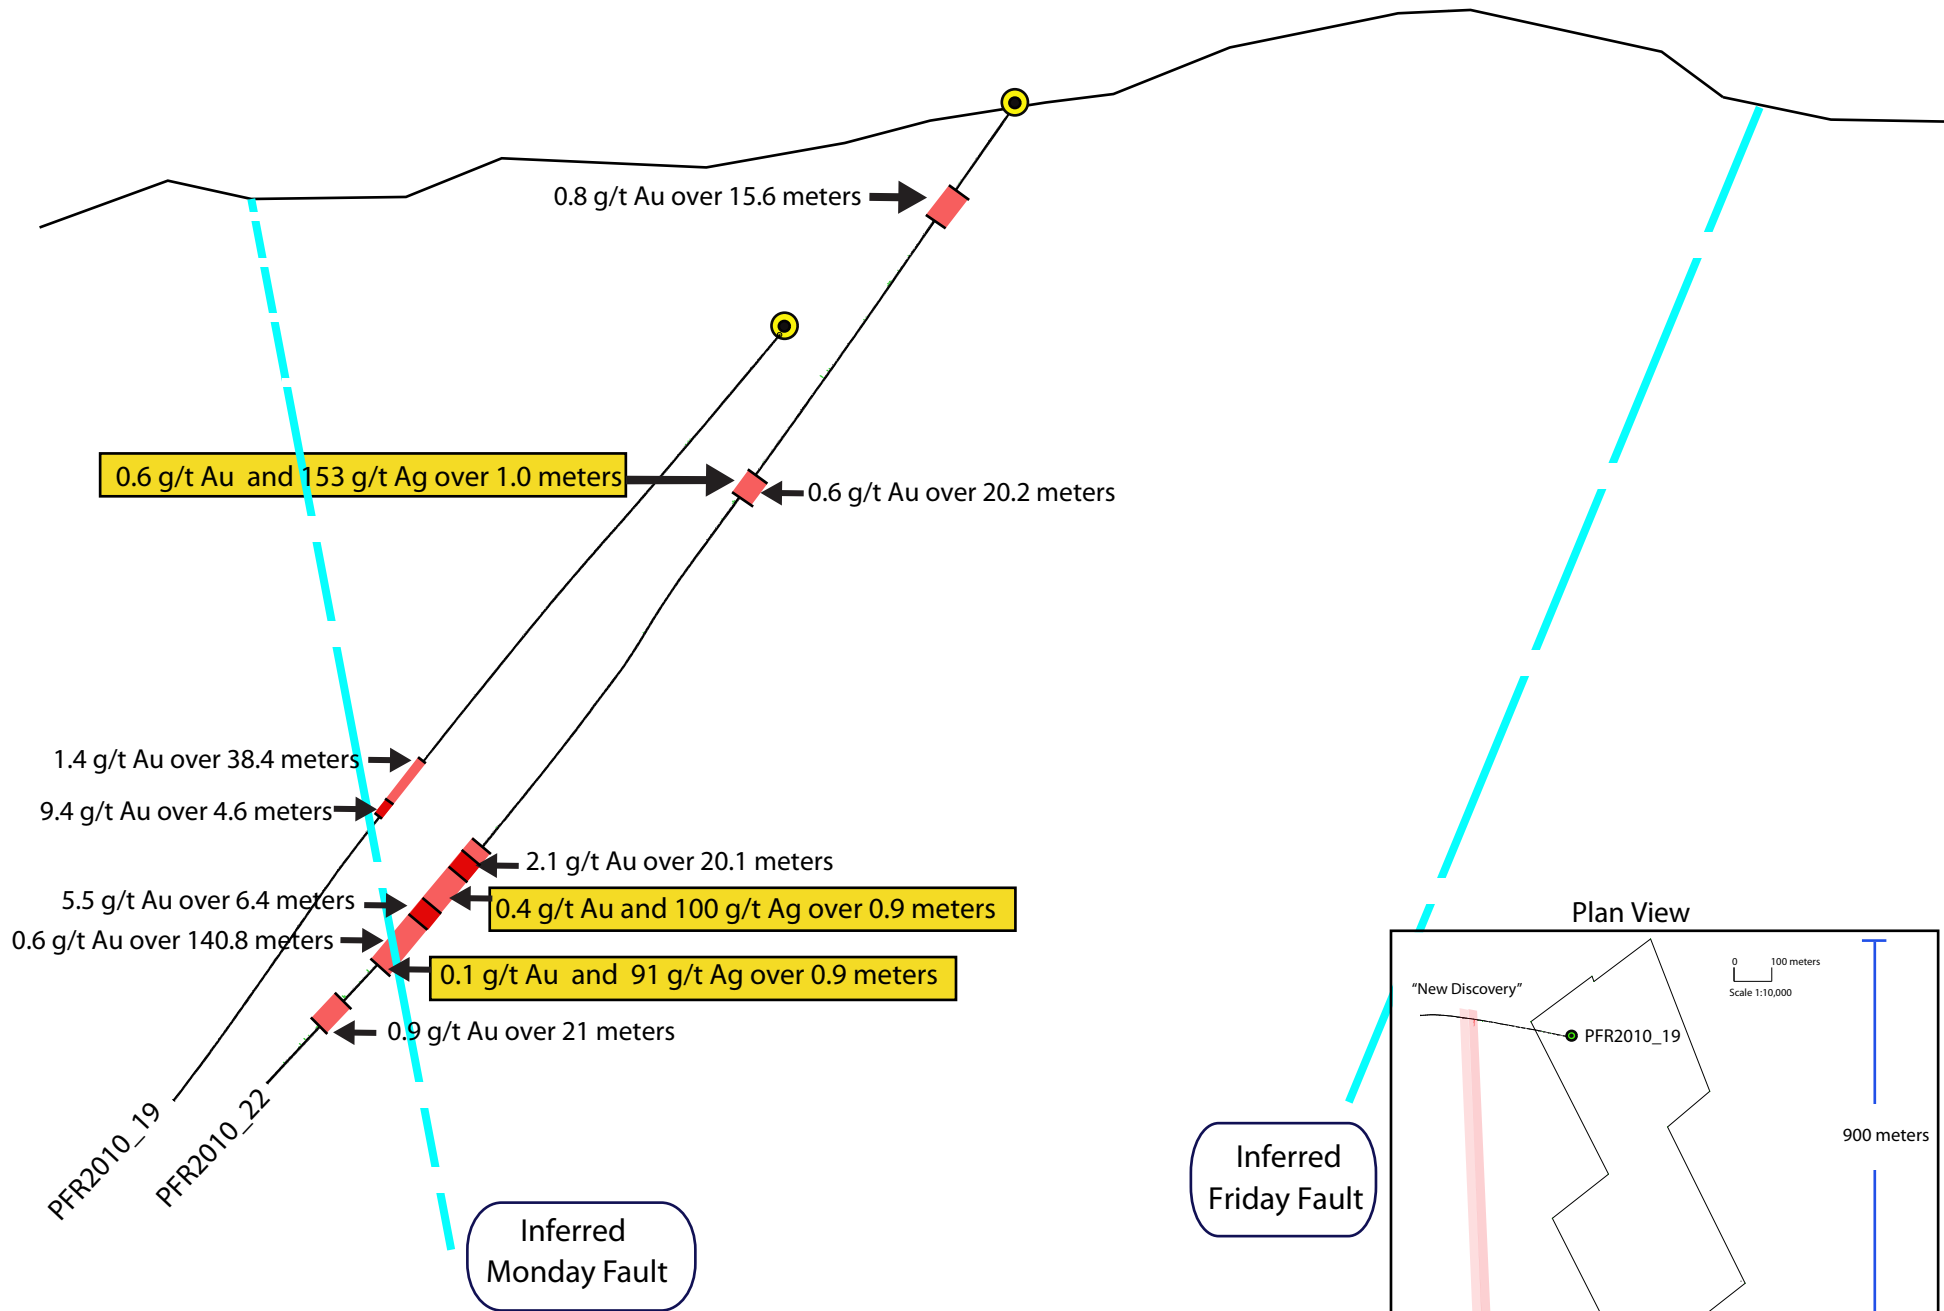 0.8 g/t Au over 15.6 meters
0.6 g/t Au and 153 g/t Ag over 1.0 meters
0.6 g/t Au over 20.2 meters
1.4 g/t Au over 38.4 meters
9.4 g/t Au over 4.6 meters
2.1 g/t Au over 20.1 meters
5.5 g/t Au over 6.4 meters
0.4 g/t Au and 100 g/t Ag over 0.9 meters
0.6 g/t Au over 140.8 meters
0.1 g/t Au and 91 g/t Ag over 0.9 meters
0.9 g/t Au over 21 meters
PFR2010_19
PFR2010_22
Inferred
Monday Fault
Inferred
Friday Fault
Plan View
0 100 meters
Scale 1:10,000
"New Discovery"
PFR2010_19
900 meters